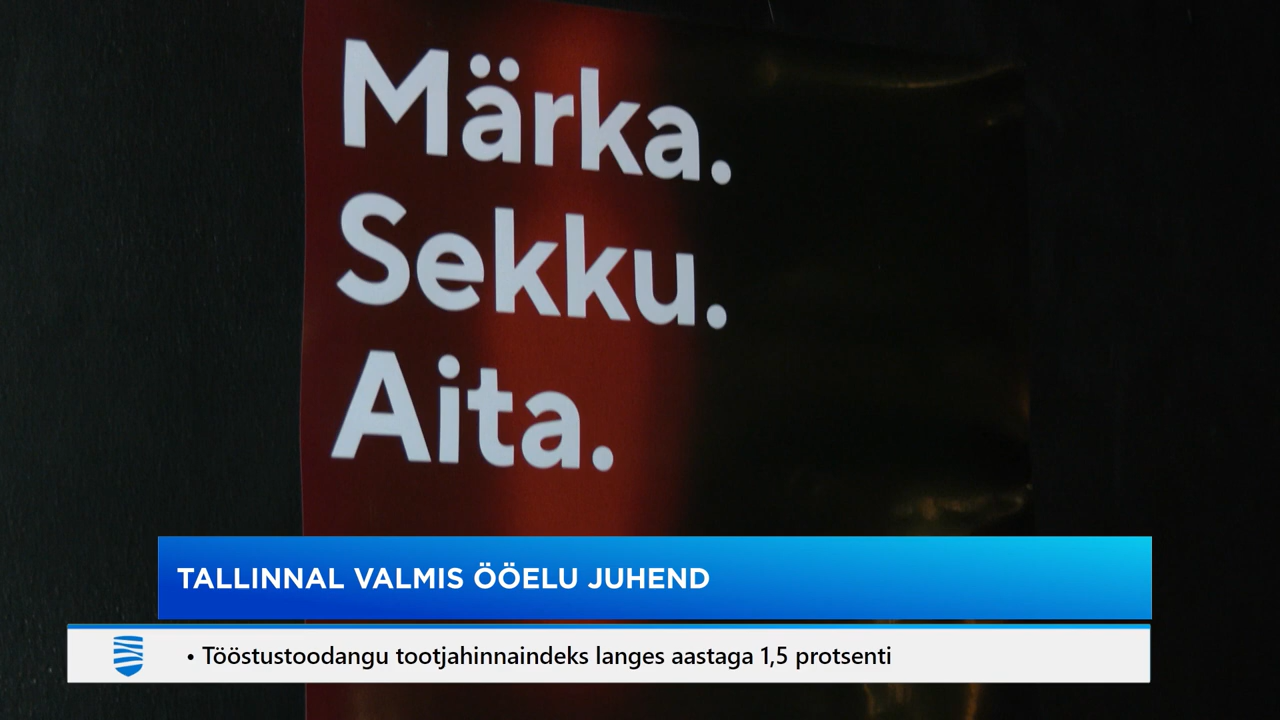 Märka.
Sekku.
Aita.
TALLINNAL VALMIS ÖÖELU JUHEND
• Tööstustoodangu tootjahinnaindeks langes aastaga 1,5 protsenti